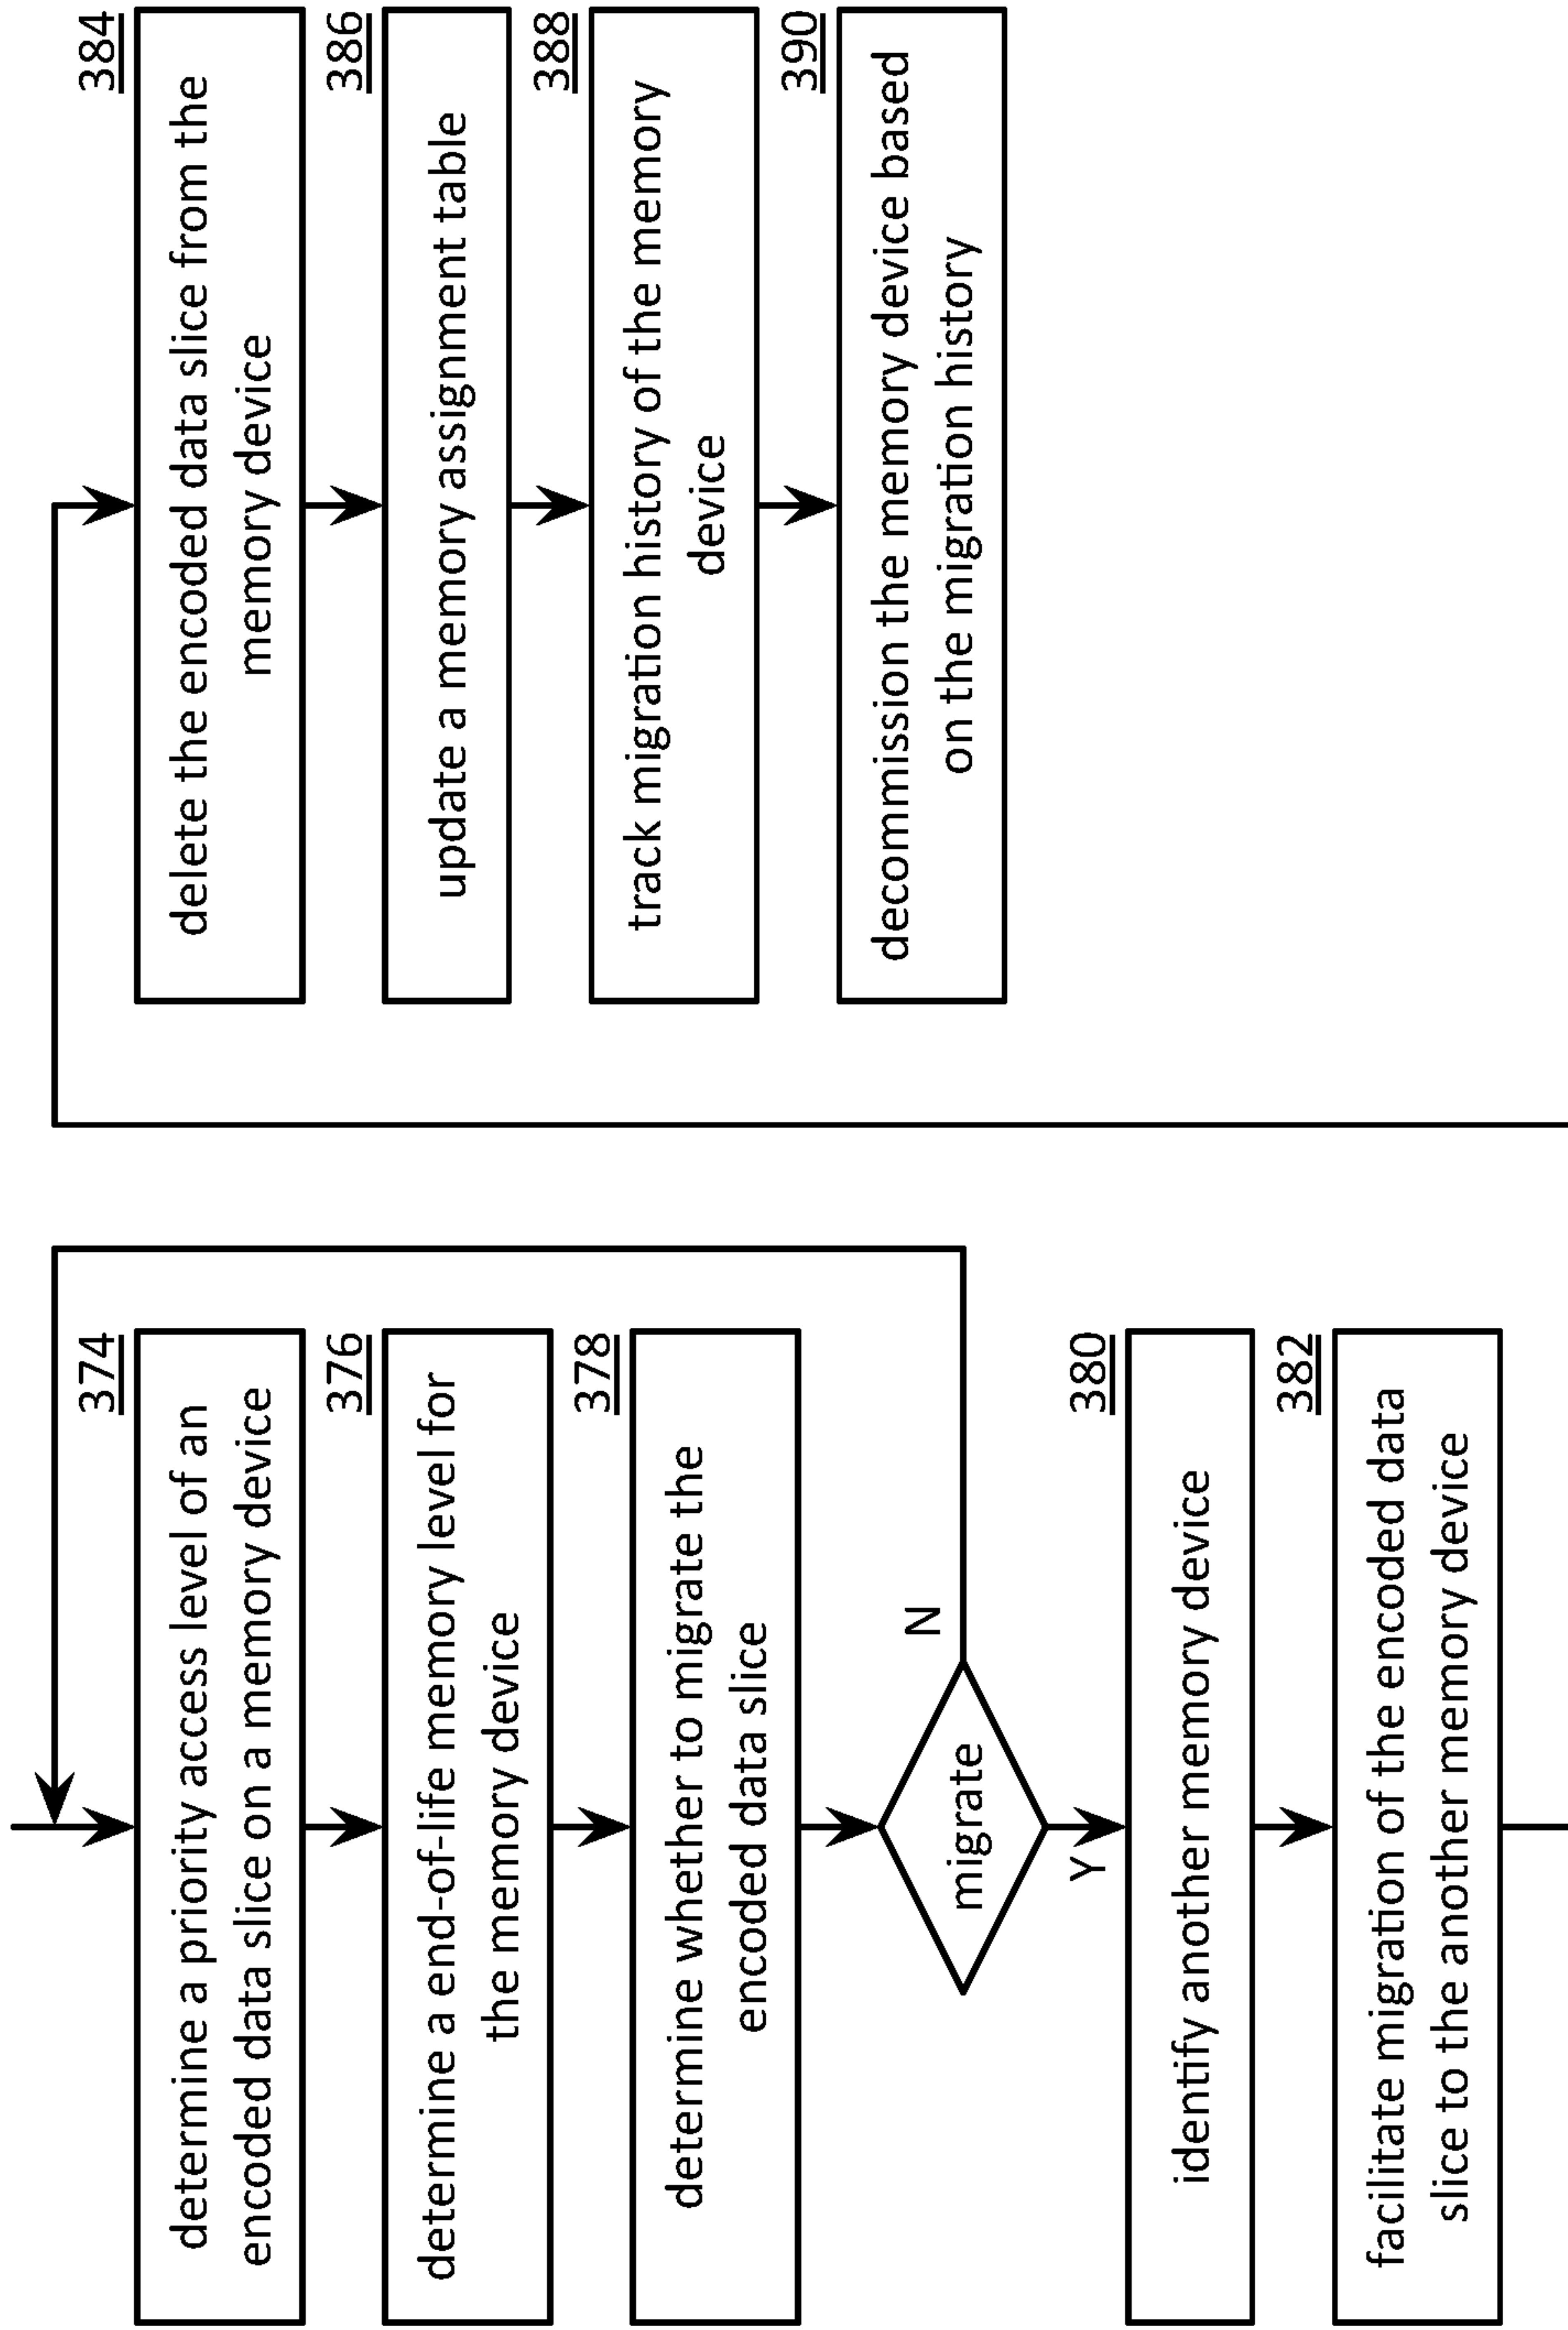 374
determine a priority access level of an
encoded data slice on a memory device
376
determine a end-of-life memory level for
the memory device
378
determine whether to migrate the
encoded data slice
migrate
N
Y
380
identify another memory device
382
facilitate migration of the encoded data
slice to the another memory device
384
delete the encoded data slice from the
memory device
386
update a memory assignment table
388
track migration history of the memory
device
390
decommission the memory device based
on the migration history